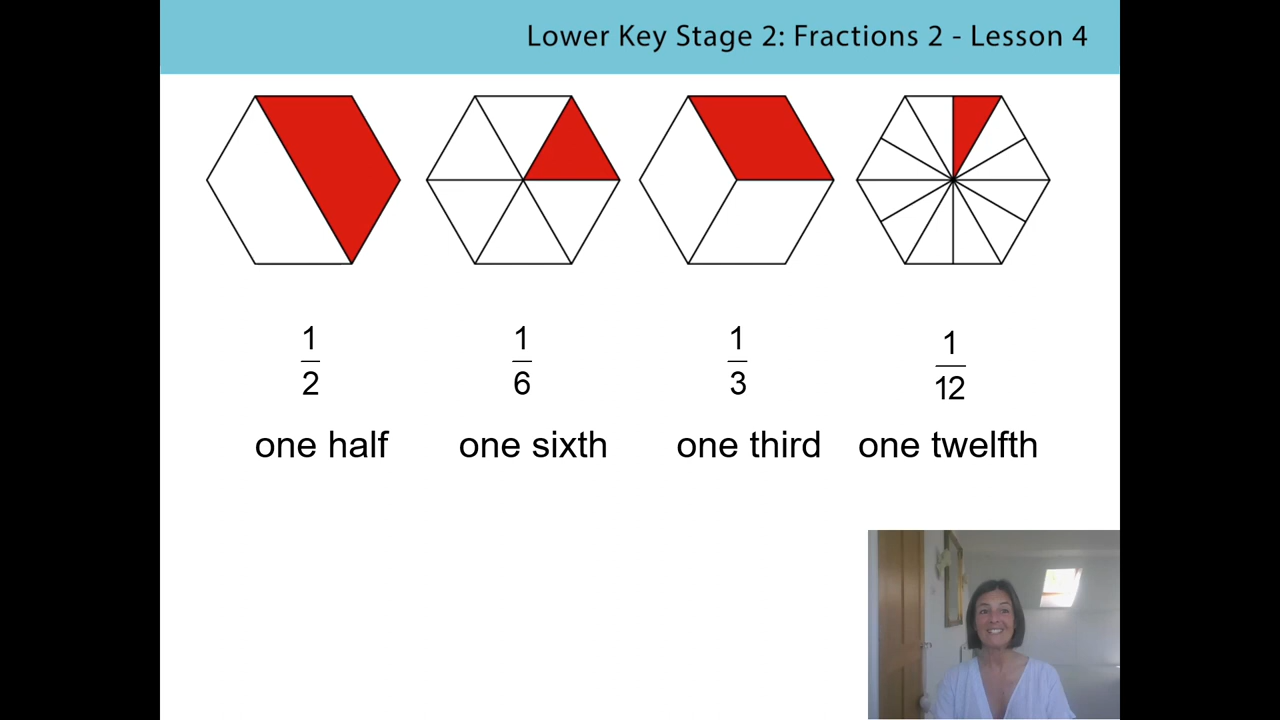 Lower Key Stage 2: Fractions 2 - Lesson 4
1/2 1/6 1/3 1/12
one half one sixth one third one twelfth